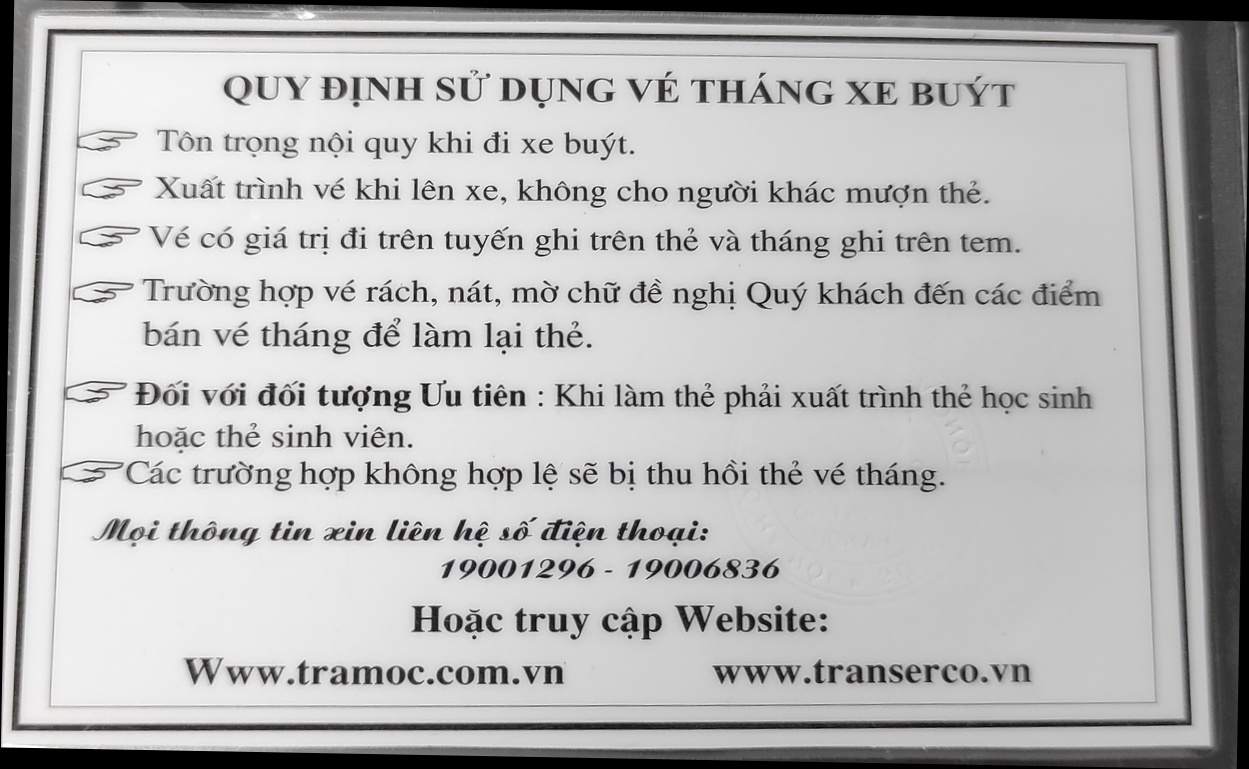 QUY ĐỊNH SỬ DỤNG VÉ THÁNG XE BUÝT
Tôn trọng nội quy khi đi xe buýt.
Xuất trình vé khi lên xe, không cho người khác mượn thẻ.
Vé có giá trị đi trên tuyến ghi trên thẻ và tháng ghi trên tem.
Trường hợp vé rách, nát, mờ chữ đề nghị Quý khách đến các điểm
bán vé tháng để làm lại thẻ.
Đối với đối tượng Ưu tiên : Khi làm thẻ phải xuất trình thẻ học sinh
hoặc thẻ sinh viên.
Các trường hợp không hợp lệ sẽ bị thu hồi thẻ vé tháng.
Mọi thông tin xin liên hệ số điện thoại:
19001296 - 19006836
Hoặc truy cập Website:
Www.tramoc.com.vn www.transerco.vn